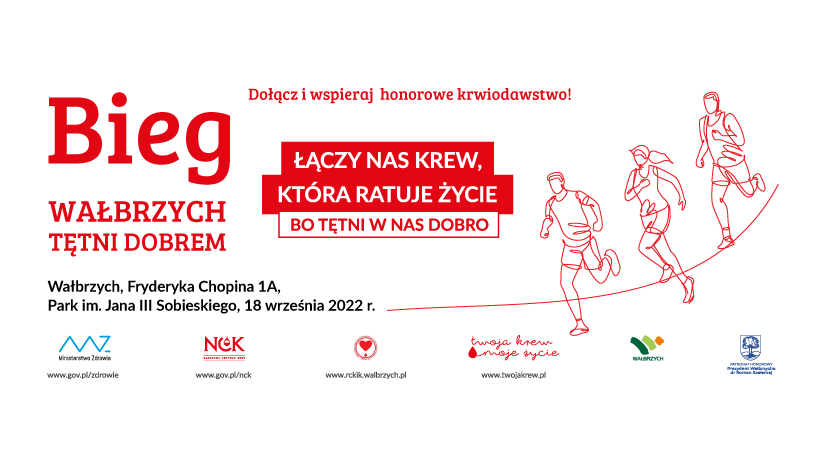 Bieg
WAŁBRZYCH
TĘTNI DOBREM
Dołącz i wspieraj honorowe krwiodawstwo!
ŁĄCZY NAS KREW,
KTÓRA RATUJE ŻYCIE
BO TĘTNI W NAS DOBRO
Wałbrzych, Fryderyka Chopina 1A,
Park im. Jana III Sobieskiego, 18 września 2022 r.
Ministerstwo Zdrowia
www.gov.pl/zdrowie
NCK
NARODOWE CENTRUM KRWI
www.gov.pl/nck
www.rckik.walbrzych.pl
twoja krew
moje życie
www.twojakrew.pl
WAŁBRZYCH
PATRONAT HONOROWY
Prezydent Wałbrzycha
dr Roman Szełemej